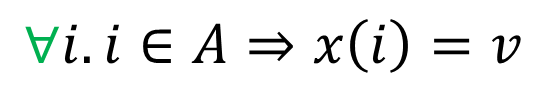 ∀i. i ∈ A ⇒ x(i) = v